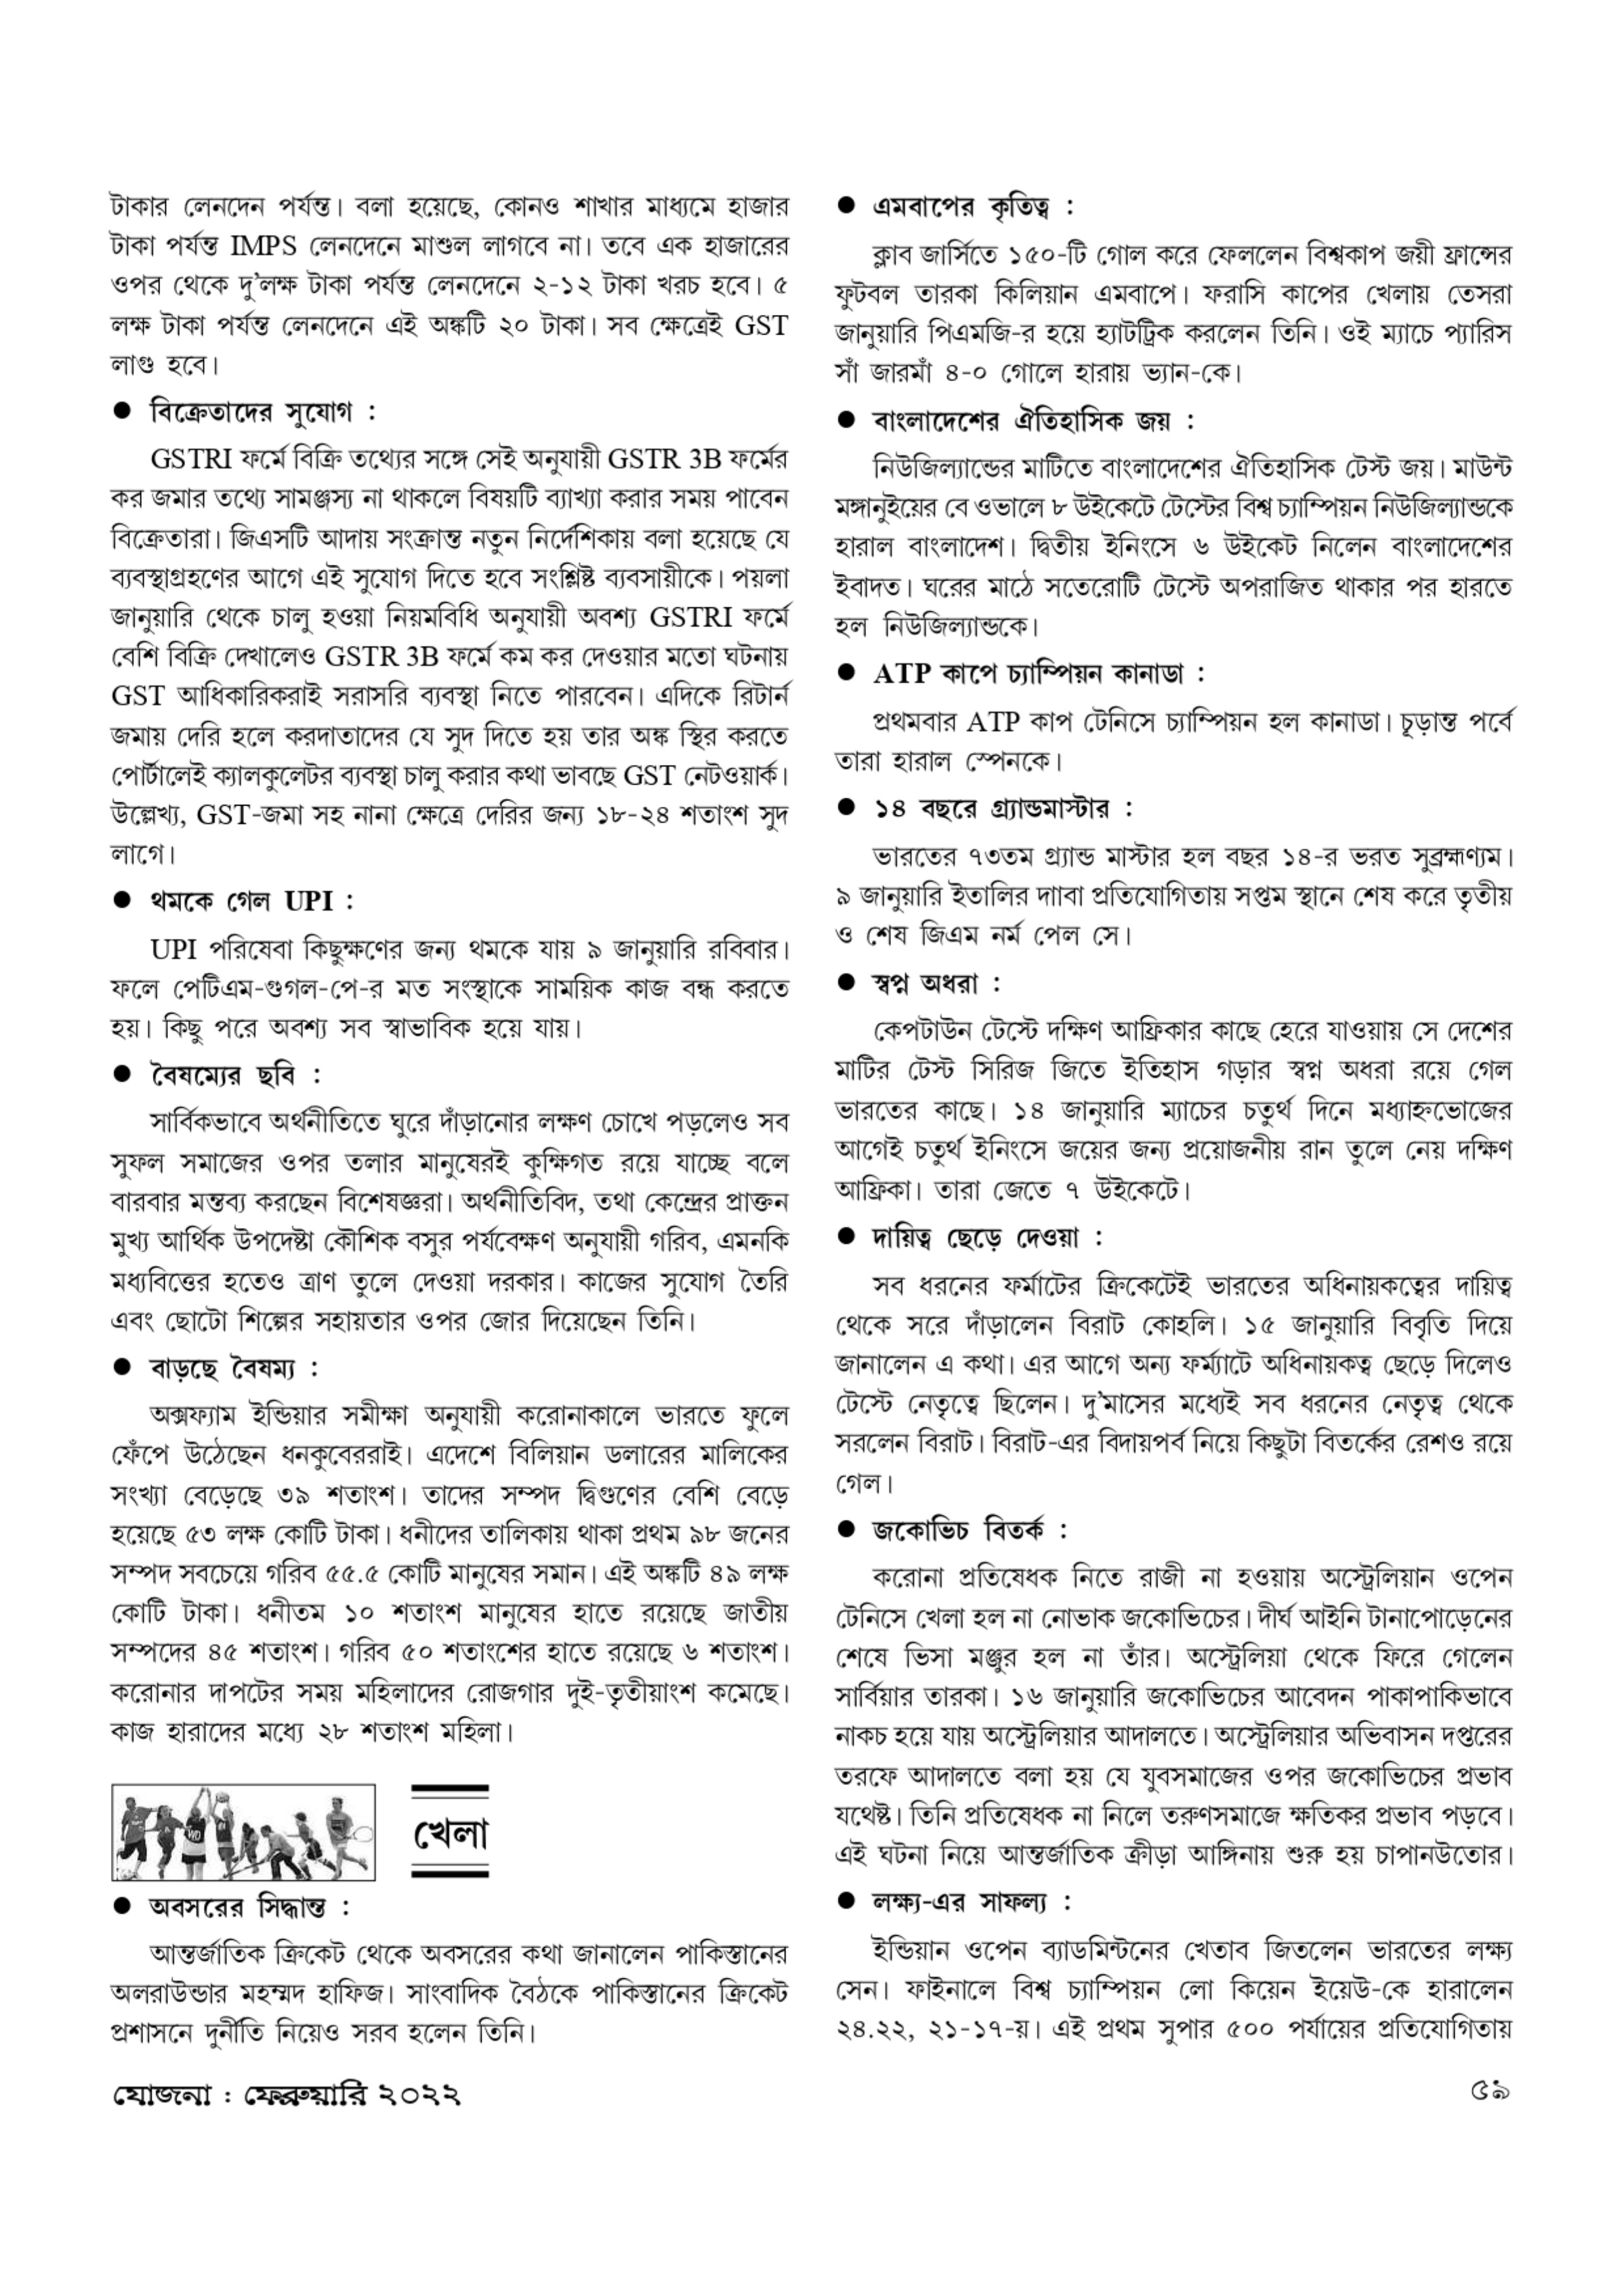 টাকার লেনদেন পর্যন্ত। বলা হয়েছে, কোনও শাখার মাধ্যমে হাজার
টাকা পর্যন্ত IMPS লেনদেনে মাশুল লাগবে না। তবে এক হাজারের
ওপর থেকে দু'লক্ষ টাকা পর্যন্ত লেনদেনে ২-১২ টাকা খরচ হবে। ৫
লক্ষ টাকা পর্যন্ত লেনদেনে এই অঙ্কটি ২০ টাকা। সব ক্ষেত্রেই GST
লাগু হবে।
● বিক্রেতাদের সুযোগ :
GSTRI ফর্মে বিক্রি তথ্যের সঙ্গে সেই অনুযায়ী GSTR 3B ফর্মের
কর জমার তথ্যে সামঞ্জস্য না থাকলে বিষয়টি ব্যাখ্যা করার সময় পাবেন
বিক্রেতারা। জিএসটি আদায় সংক্রান্ত নতুন নির্দেশিকায় বলা হয়েছে যে
ব্যবস্থাগ্রহণের আগে এই সুযোগ দিতে হবে সংশ্লিষ্ট ব্যবসায়ীকে। পয়লা
জানুয়ারি থেকে চালু হওয়া নিয়মবিধি অনুযায়ী অবশ্য GSTRI ফর্মে
বেশি বিক্রি দেখালেও GSTR 3B ফর্মে কম কর দেওয়ার মতো ঘটনায়
GST আধিকারিকরাই সরাসরি ব্যবস্থা নিতে পারবেন। এদিকে রিটার্ন
জমায় দেরি হলে করদাতাদের যে সুদ দিতে হয় তার অঙ্ক স্থির করতে
পোর্টালেই ক্যালকুলেটর ব্যবস্থা চালু করার কথা ভাবছে GST নেটওয়ার্ক।
উল্লেখ্য, GST-জমা সহ নানা ক্ষেত্রে দেরির জন্য ১৮-২৪ শতাংশ সুদ
লাগে।
● থমকে গেল UPI :
UPI পরিষেবা কিছুক্ষণের জন্য থমকে যায় ৯ জানুয়ারি রবিবার।
ফলে পেটিএম-গুগল-পে-র মত সংস্থাকে সাময়িক কাজ বন্ধ করতে
হয়। কিছু পরে অবশ্য সব স্বাভাবিক হয়ে যায়।
● বৈষম্যের ছবি :
সার্বিকভাবে অর্থনীতিতে ঘুরে দাঁড়ানোর লক্ষণ চোখে পড়লেও সব
সুফল সমাজের ওপর তলার মানুষেরই কুক্ষিগত রয়ে যাচ্ছে বলে
বারবার মন্তব্য করছেন বিশেষজ্ঞরা। অর্থনীতিবিদ, তথা কেন্দ্রের প্রাক্তন
মুখ্য আর্থিক উপদেষ্টা কৌশিক বসুর পর্যবেক্ষণ অনুযায়ী গরিব, এমনকি
মধ্যবিত্তের হতেও ত্রাণ তুলে দেওয়া দরকার। কাজের সুযোগ তৈরি
এবং ছোটো শিল্পের সহায়তার ওপর জোর দিয়েছেন তিনি।
● বাড়ছে বৈষম্য :
অক্সফ্যাম ইন্ডিয়ার সমীক্ষা অনুযায়ী করোনাকালে ভারতে ফুলে
ফেঁপে উঠেছেন ধনকুবেররাই। এদেশে বিলিয়ান ডলারের মালিকের
সংখ্যা বেড়েছে ৩৯ শতাংশ। তাদের সম্পদ দ্বিগুণের বেশি বেড়ে
হয়েছে ৫৩ লক্ষ কোটি টাকা। ধনীদের তালিকায় থাকা প্রথম ৯৮ জনের
সম্পদ সবচেয়ে গরিব ৫৫.৫ কোটি মানুষের সমান। এই অঙ্কটি ৪৯ লক্ষ
কোটি টাকা। ধনীতম ১০ শতাংশ মানুষের হাতে রয়েছে জাতীয়
সম্পদের ৪৫ শতাংশ। গরিব ৫০ শতাংশের হাতে রয়েছে ৬ শতাংশ।
করোনার দাপটের সময় মহিলাদের রোজগার দুই-তৃতীয়াংশ কমেছে।
কাজ হারাদের মধ্যে ২৮ শতাংশ মহিলা।
WD
খেলা
● অবসরের সিদ্ধান্ত :
আন্তর্জাতিক ক্রিকেট থেকে অবসরের কথা জানালেন পাকিস্তানের
অলরাউন্ডার মহম্মদ হাফিজ। সাংবাদিক বৈঠকে পাকিস্তানের ক্রিকেট
প্রশাসনে দুর্নীতি নিয়েও সরব হলেন তিনি।
● এমবাপের কৃতিত্ব :
ক্লাব জার্সিতে ১৫০-টি গোল করে ফেললেন বিশ্বকাপ জয়ী ফ্রান্সের
ফুটবল তারকা কিলিয়ান এমবাপে। ফরাসি কাপের খেলায় তেসরা
জানুয়ারি পিএমজি-র হয়ে হ্যাটট্রিক করলেন তিনি। ওই ম্যাচে প্যারিস
সাঁ জারমাঁ ৪-০ গোলে হারায় ভ্যান-কে।
● বাংলাদেশের ঐতিহাসিক জয় :
নিউজিল্যান্ডের মাটিতে বাংলাদেশের ঐতিহাসিক টেস্ট জয়। মাউন্ট
মঙ্গানুইয়ের বে ওভালে ৮ উইকেটে টেস্টের বিশ্ব চ্যাম্পিয়ন নিউজিল্যান্ডকে
হারাল বাংলাদেশ। দ্বিতীয় ইনিংসে ৬ উইকেট নিলেন বাংলাদেশের
ইবাদত। ঘরের মাঠে সতেরোটি টেস্টে অপরাজিত থাকার পর হারতে
হল নিউজিল্যান্ডকে।
● ATP কাপে চ্যাম্পিয়ন কানাডা :
প্রথমবার ATP কাপ টেনিসে চ্যাম্পিয়ন হল কানাডা। চূড়ান্ত পর্বে
তারা হারাল স্পেনকে।
● ১৪ বছরে গ্র্যান্ডমাস্টার :
ভারতের ৭৩তম গ্র্যান্ড মাস্টার হল বছর ১৪-র ভরত সুব্রহ্মণ্যম।
৯ জানুয়ারি ইতালির দাাবা প্রতিযোগিতায় সপ্তম স্থানে শেষ করে তৃতীয়
ও শেষ জিএম নর্ম পেল সে।
● স্বপ্ন অধরা :
কেপটাউন টেস্টে দক্ষিণ আফ্রিকার কাছে হেরে যাওয়ায় সে দেশের
মাটির টেস্ট সিরিজ জিতে ইতিহাস গড়ার স্বপ্ন অধরা রয়ে গেল
ভারতের কাছে। ১৪ জানুয়ারি ম্যাচের চতুর্থ দিনে মধ্যাহ্নভোজের
আগেই চতুর্থ ইনিংসে জয়ের জন্য প্রয়োজনীয় রান তুলে নেয় দক্ষিণ
আফ্রিকা। তারা জেতে ৭ উইকেটে।
● দায়িত্ব ছেড়ে দেওয়া :
সব ধরনের ফর্মাটের ক্রিকেটেই ভারতের অধিনায়কত্বের দায়িত্ব
থেকে সরে দাঁড়ালেন বিরাট কোহলি। ১৫ জানুয়ারি বিবৃতি দিয়ে
জানালেন এ কথা। এর আগে অন্য ফর্ম্যাটে অধিনায়কত্ব ছেড়ে দিলেও
টেস্টে নেতৃত্বে ছিলেন। দু'মাসের মধ্যেই সব ধরনের নেতৃত্ব থেকে
সরলেন বিরাট। বিরাট-এর বিদায়পর্ব নিয়ে কিছুটা বিতর্কের রেশও রয়ে
গেল।
● জকোভিচ বিতর্ক :
করোনা প্রতিষেধক নিতে রাজী না হওয়ায় অস্ট্রেলিয়ান ওপেন
টেনিসে খেলা হল না নোভাক জকোভিচের। দীর্ঘ আইনি টানাপোড়েনের
শেষে ভিসা মঞ্জুর হল না তাঁর। অস্ট্রেলিয়া থেকে ফিরে গেলেন
সার্বিয়ার তারকা। ১৬ জানুয়ারি জকোভিচের আবেদন পাকাপাকিভাবে
নাকচ হয়ে যায় অস্ট্রেলিয়ার আদালতে। অস্ট্রেলিয়ার অভিবাসন দপ্তরের
তরফে আদালতে বলা হয় যে যুবসমাজের ওপর জকোভিচের প্রভাব
যথেষ্ট। তিনি প্রতিষেধক না নিলে তরুণসমাজে ক্ষতিকর প্রভাব পড়বে।
এই ঘটনা নিয়ে আন্তর্জাতিক ক্রীড়া আঙ্গিনায় শুরু হয় চাপানউতোর।
● লক্ষ্য-এর সাফল্য :
ইন্ডিয়ান ওপেন ব্যাডমিন্টনের খেতাব জিতলেন ভারতের লক্ষ্য
সেন। ফাইনালে বিশ্ব চ্যাম্পিয়ন লো কিয়েন ইয়েউ-কে হারালেন
২৪.২২, ২১-১৭-য়। এই প্রথম সুপার ৫০০ পর্যায়ের প্রতিযোগিতায়
যোজনা : ফেব্রুয়ারি ২০২২
৫৯